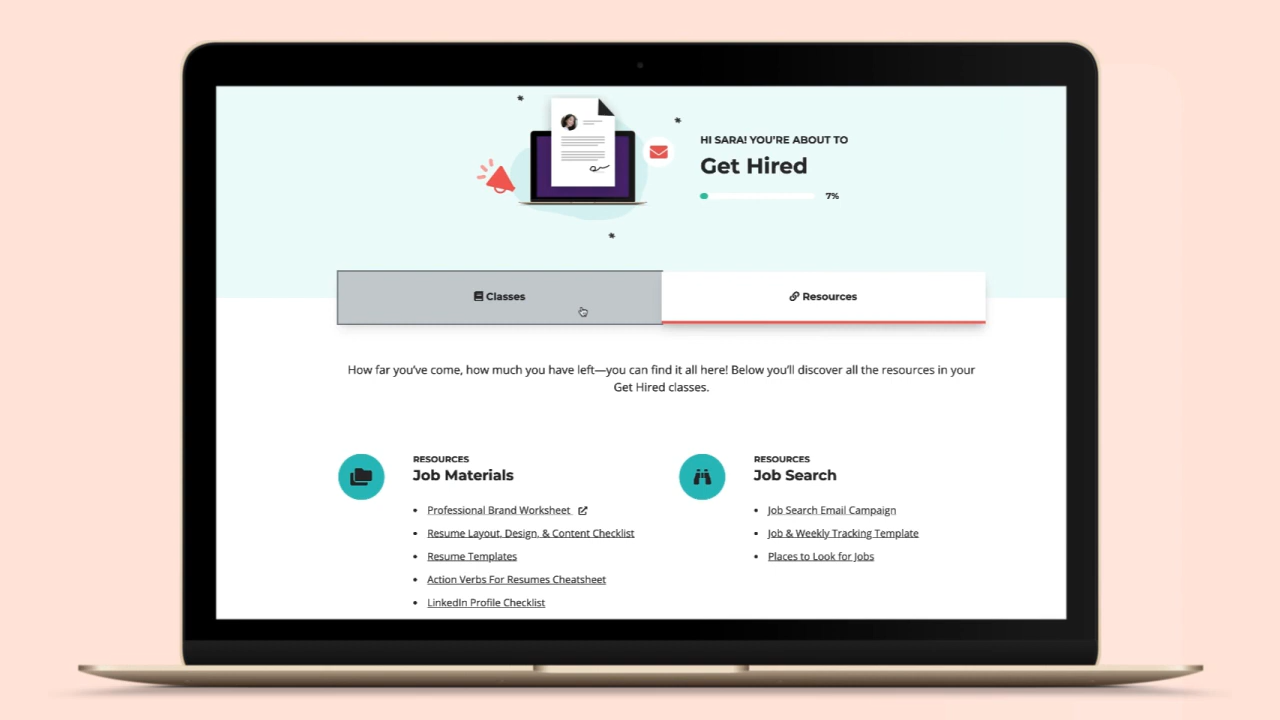 HI SARA! YOU'RE ABOUT TO
Get Hired
7%
Classes
Resources
How far you've come, how much you have left—you can find it all here! Below you'll discover all the resources in your
Get Hired classes.
RESOURCES
Job Materials
Professional Brand Worksheet
Resume Layout, Design, & Content Checklist
Resume Templates
Action Verbs For Resumes Cheatsheet
LinkedIn Profile Checklist
RESOURCES
Job Search
Job Search Email Campaign
Job & Weekly Tracking Template
Places to Look for Jobs